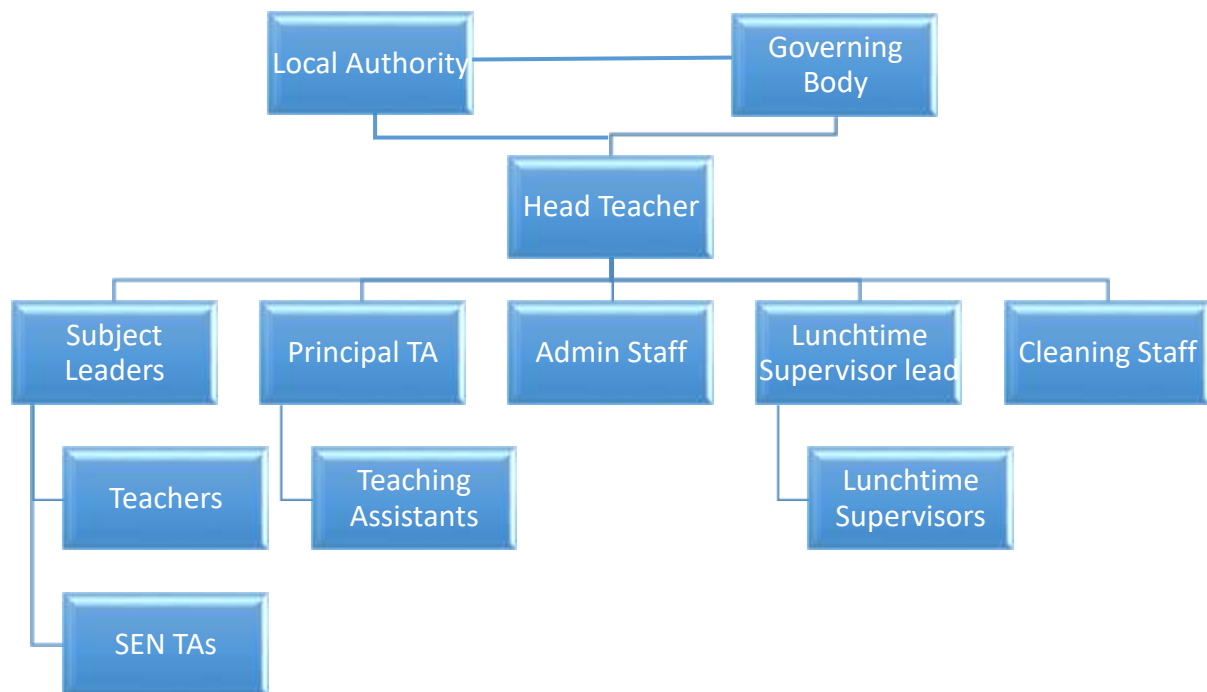 Local Authority
Governing
Body
Head Teacher
Subject
Leaders
Principal TA
Admin Staff
Lunchtime
Supervisor lead
Cleaning Staff
Teachers
Teaching
Assistants
Lunchtime
Supervisors
SEN TAs